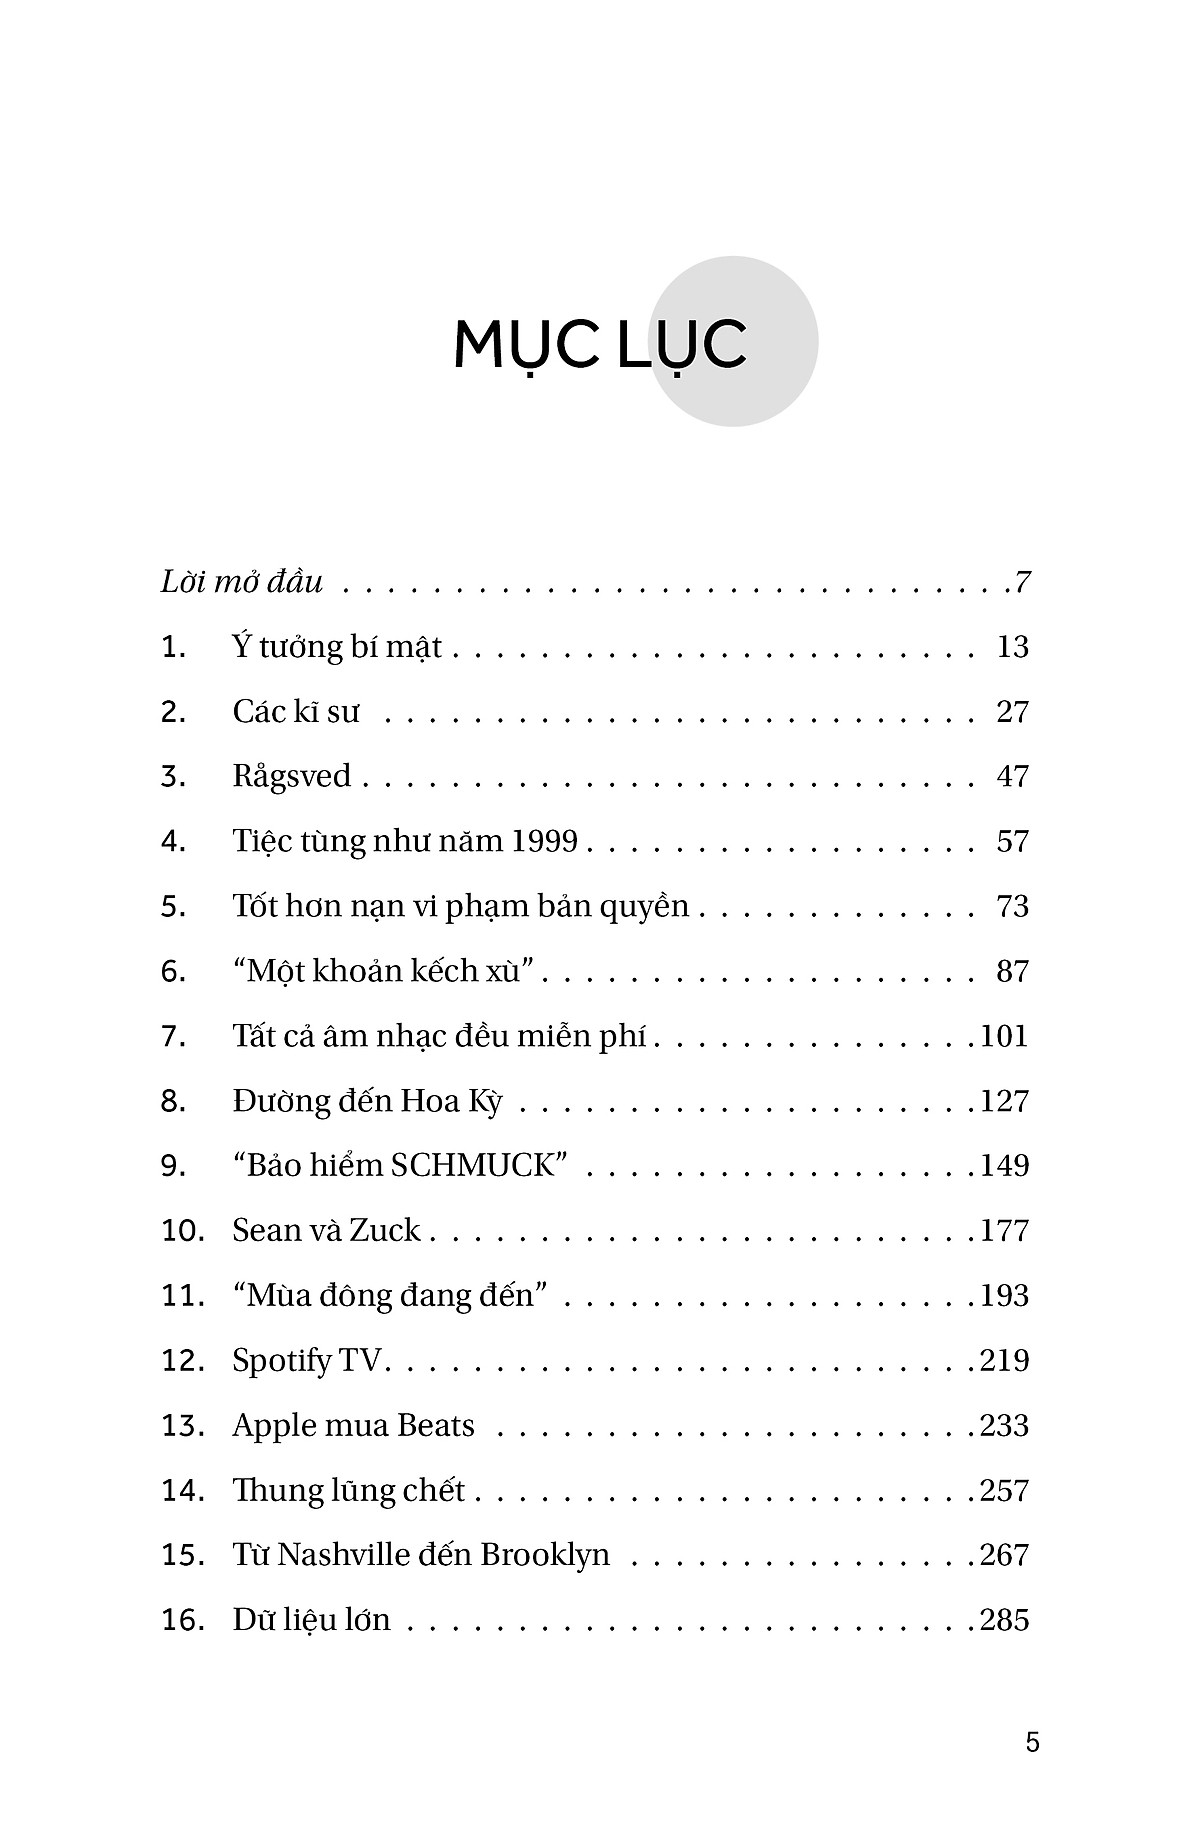 MỤC LỤC
Lời mở đầu . . . . . . . . . . . . . . . . . . . . . . . . . . . . . . .7
1. Ý tưởng bí mật . . . . . . . . . . . . . . . . . . . . . . . . 13
2. Các kĩ sư . . . . . . . . . . . . . . . . . . . . . . . . . . . 27
3. Rågsved . . . . . . . . . . . . . . . . . . . . . . . . . . . . 47
4. Tiệc tùng như năm 1999 . . . . . . . . . . . . . . . . . . 57
5. Tốt hơn nạn vi phạm bản quyền . . . . . . . . . . . . . 73
6. “Một khoản kếch xù” . . . . . . . . . . . . . . . . . . . . 87
7. Tất cả âm nhạc đều miễn phí . . . . . . . . . . . . . . .101
8. Đường đến Hoa Kỳ . . . . . . . . . . . . . . . . . . . . .127
9. “Bảo hiểm SCHMUCK” . . . . . . . . . . . . . . . . . .149
10. Sean và Zuck . . . . . . . . . . . . . . . . . . . . . . . . .177
11. “Mùa đông đang đến” . . . . . . . . . . . . . . . . . . .193
12. Spotify TV . . . . . . . . . . . . . . . . . . . . . . . . . . .219
13. Apple mua Beats . . . . . . . . . . . . . . . . . . . . . .233
14. Thung lũng chết . . . . . . . . . . . . . . . . . . . . . . .257
15. Từ Nashville đến Brooklyn . . . . . . . . . . . . . . . .267
16. Dữ liệu lớn . . . . . . . . . . . . . . . . . . . . . . . . . .285
5